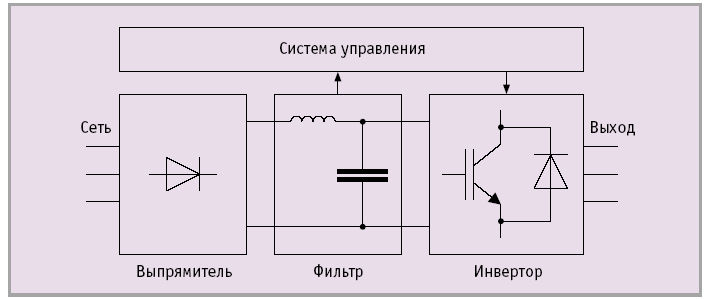 Система управления
Сеть
Выход
Выпрямитель
Фильтр
Инвертор